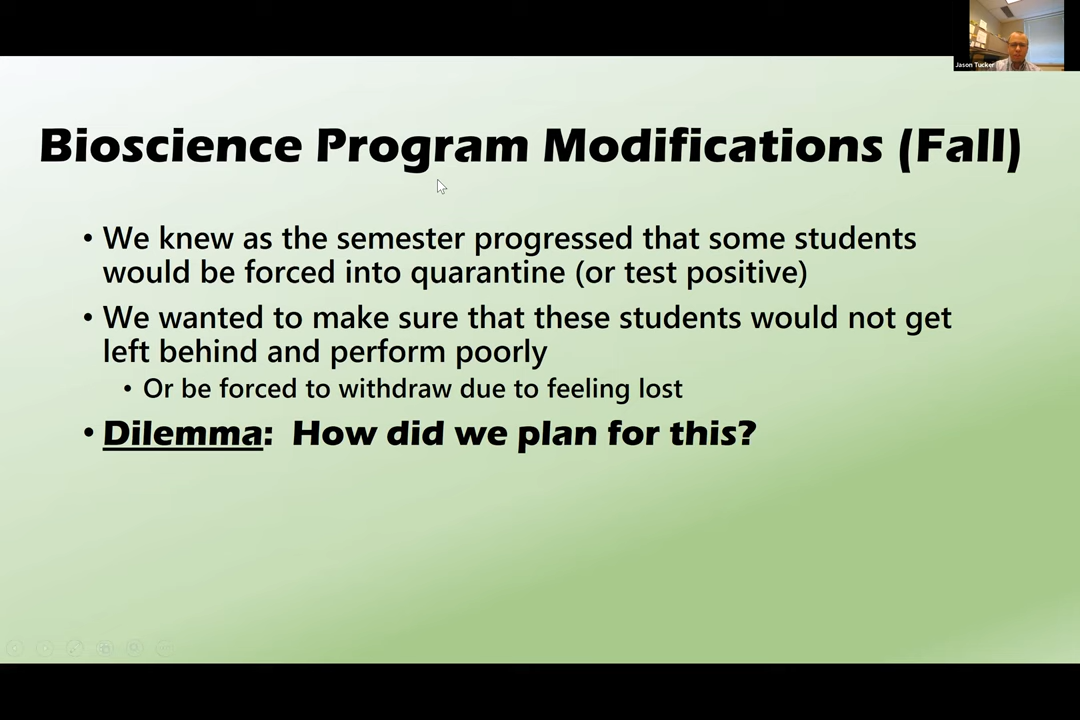 Jason Tucker
Bioscience Program Modifications (Fall)
• We knew as the semester progressed that some students
would be forced into quarantine (or test positive)
• We wanted to make sure that these students would not get
left behind and perform poorly
• Or be forced to withdraw due to feeling lost
• Dilemma:  How did we plan for this?